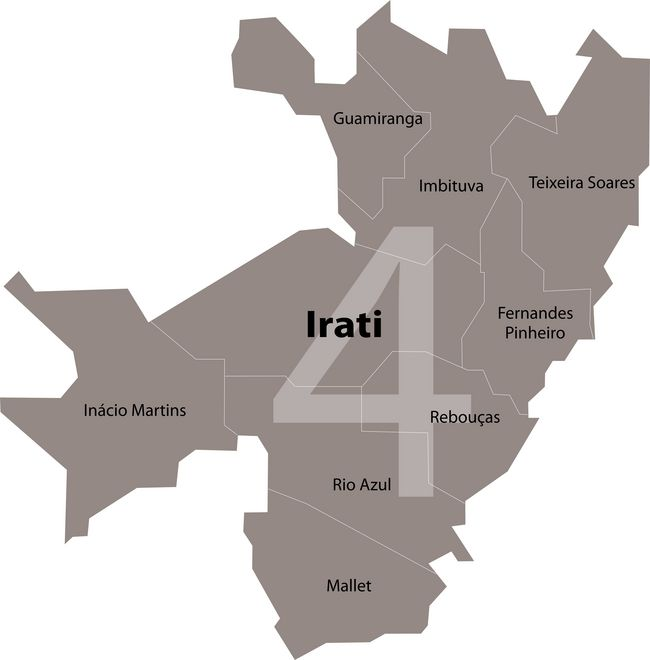 Guamiranga
Imbituva
Teixeira Soares
Irati
Fernandes
Pinheiro
4
Inácio Martins
Rebouças
Rio Azul
Mallet